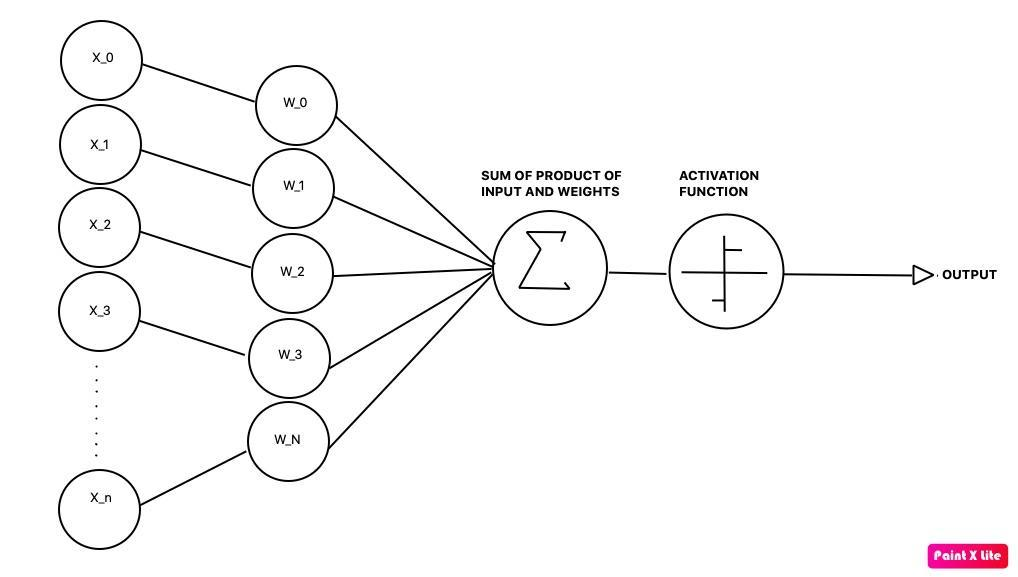 X_0
X_1
X_2
X_3
X_n
W_0
W_1
W_2
W_3
W_N
SUM OF PRODUCT OF
INPUT AND WEIGHTS
Σ
ACTIVATION
FUNCTION
OUTPUT
Paint X Lite